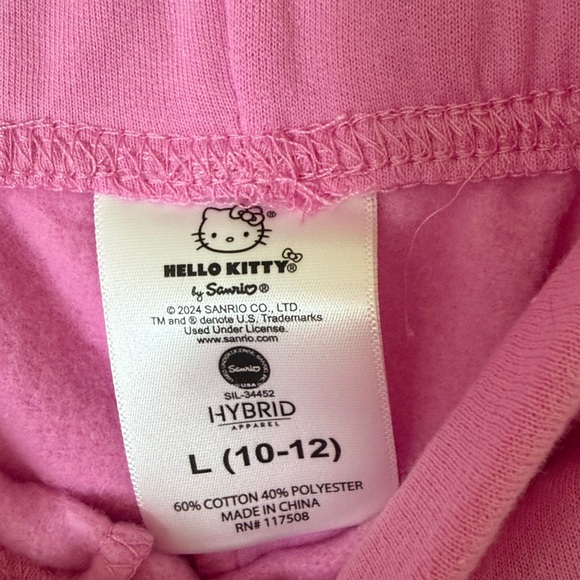 ®
HELLO KITTY®
by Sanrio®
© 2024 SANRIO CO., LTD.
TM and ® denote U.S. Trademarks
Used Under License.
www.sanrio.com
Sanrio
USA
SIL-34452
HYBRID
APPAREL
L (10-12)
60% COTTON 40% POLYESTER
MADE IN CHINA
RN# 117508